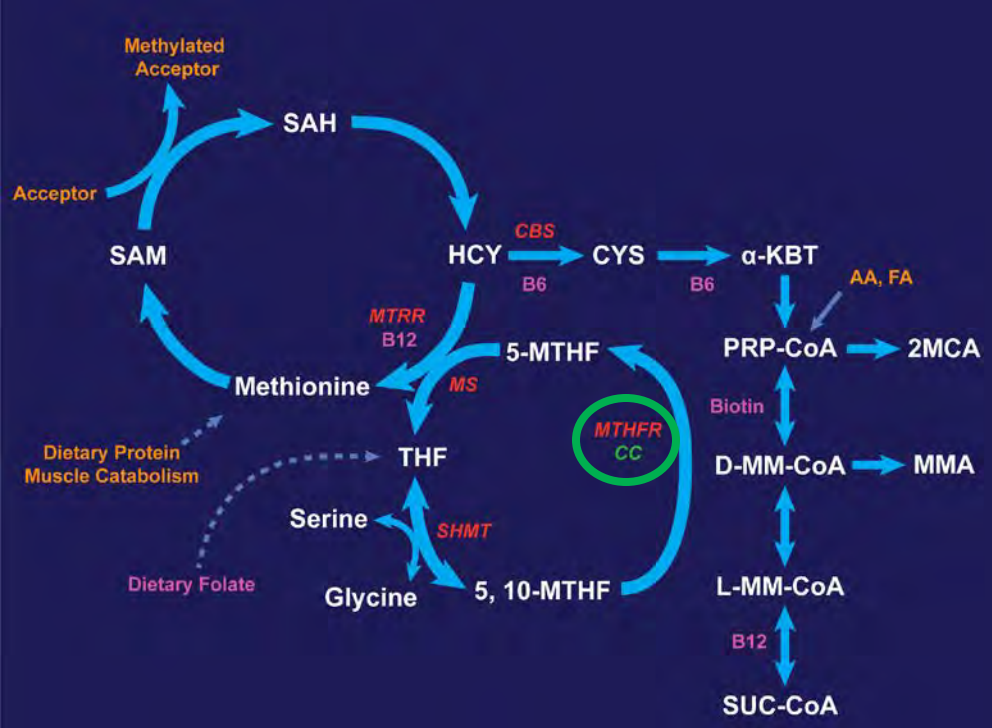 Methylated
Acceptor
SAH
Acceptor
SAM
HCY
CBS
B6
CYS
B6
α-KBT
AA, FA
MTRR
B12
5-MTHF
PRP-CoA
2MCA
Methionine
MS
Biotin
MTHFR
CC
Dietary Protein
Muscle Catabolism
THF
D-MM-CoA
MMA
Serine
SHMT
Dietary Folate
Glycine
5, 10-MTHF
L-MM-CoA
B12
SUC-CoA